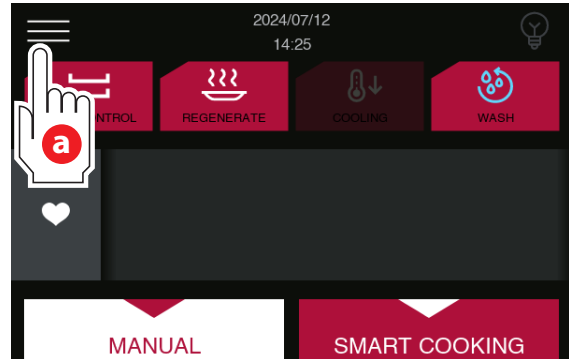 2024/07/12
14:25
NTROL REGENERATE COOLING WASH
a
MANUAL SMART COOKING